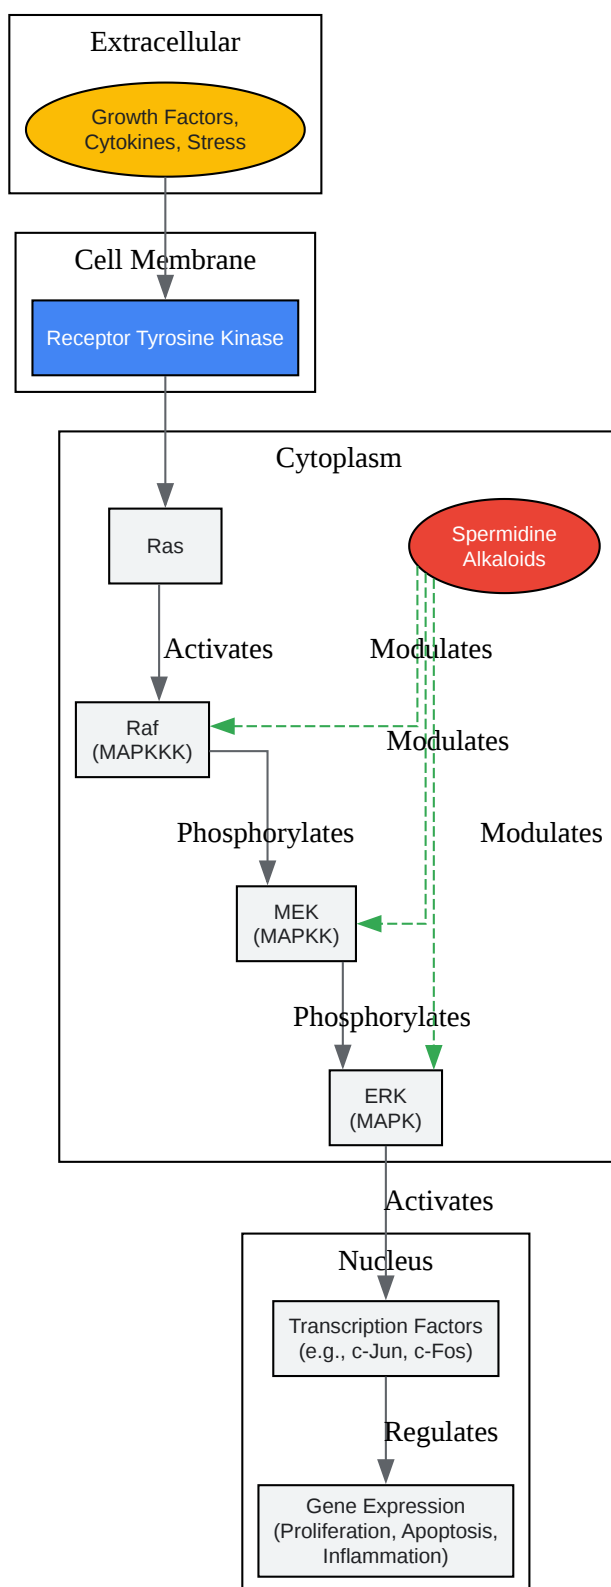 Extracellular
Growth Factors,
Cytokines, Stress
Cell Membrane
Receptor Tyrosine Kinase
Cytoplasm
Ras
Spermidine
Alkaloids
Activates
Modulates
Raf
(MAPKKK)
Modulates
Phosphorylates
Modulates
MEK
(MAPKK)
Phosphorylates
ERK
(MAPK)
Activates
Nucleus
Transcription Factors
(e.g., c-Jun, c-Fos)
Regulates
Gene Expression
(Proliferation, Apoptosis,
Inflammation)